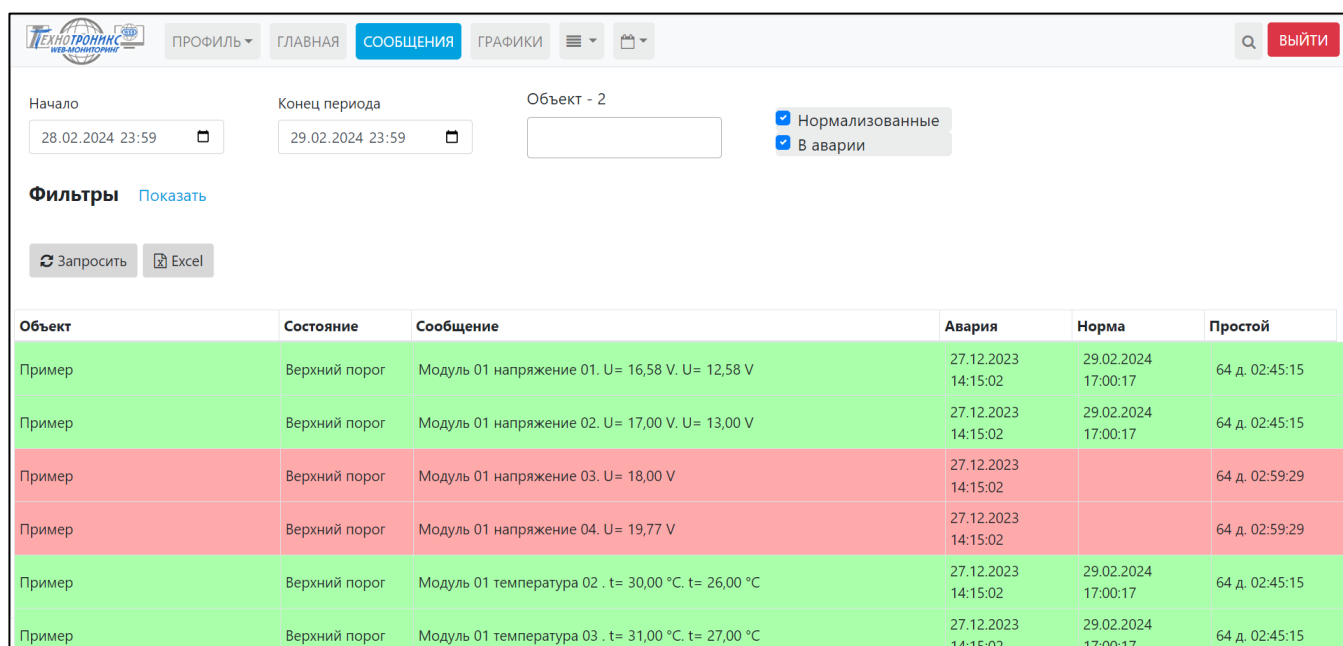 ТЕХНОТРОНИКС
WEB-МОНИТОРИНГ
ПРОФИЛЬ ГЛАВНАЯ СООБЩЕНИЯ ГРАФИКИ ВЫЙТИ
Начало Конец периода Объект - 2
28.02.2024 23:59 29.02.2024 23:59
Нормализованные
В аварии
Фильтры Показать
Запросить Excel
Объект Состояние Сообщение Авария Норма Простой
Пример Верхний порог Модуль 01 напряжение 01. U= 16,58 V. U= 12,58 V 27.12.2023 14:15:02 29.02.2024 17:00:17 64 д. 02:45:15
Пример Верхний порог Модуль 01 напряжение 02. U= 17,00 V. U= 13,00 V 27.12.2023 14:15:02 29.02.2024 17:00:17 64 д. 02:45:15
Пример Верхний порог Модуль 01 напряжение 03. U= 18,00 V 27.12.2023 14:15:02 64 д. 02:59:29
Пример Верхний порог Модуль 01 напряжение 04. U= 19,77 V 27.12.2023 14:15:02 64 д. 02:59:29
Пример Верхний порог Модуль 01 температура 02 . t= 30,00 °C. t= 26,00 °C 27.12.2023 14:15:02 29.02.2024 17:00:17 64 д. 02:45:15
Пример Верхний порог Модуль 01 температура 03 . t= 31,00 °C. t= 27,00 °C 27.12.2023 14:15:02 29.02.2024 17:00:17 64 д. 02:45:15